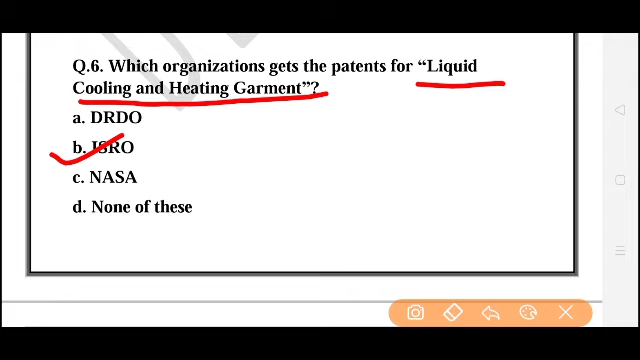 Q.6. Which organizations gets the patents for “Liquid
Cooling and Heating Garment”?
a. DRDO
b. ISRO
c. NASA
d. None of these